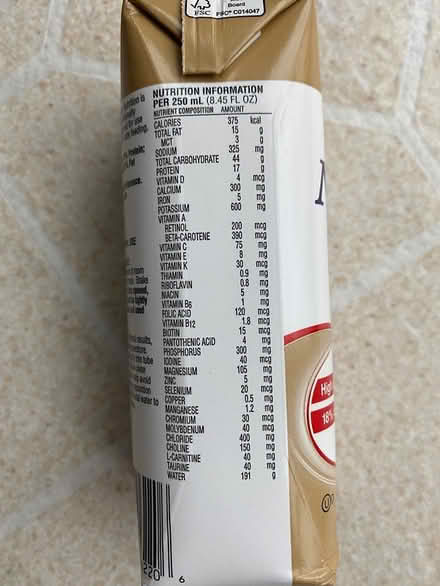 Board
FSC
FSC® C014047
NUTRITION INFORMATION
PER 250 mL (8.45 FL OZ)
NUTRIENT COMPOSITION AMOUNT
CALORIES 375 kcal
TOTAL FAT 15 g
MCT 3 g
SODIUM 325 mg
TOTAL CARBOHYDRATE 44 g
PROTEIN 17 g
VITAMIN D 4 mcg
CALCIUM 300 mg
IRON 5 mg
POTASSIUM 600 mg
VITAMIN A
RETINOL 200 mcg
BETA-CAROTENE 390 mcg
VITAMIN C 75 mg
VITAMIN E 8 mg
VITAMIN K 30 mcg
THIAMIN 0.9 mg
RIBOFLAVIN 0.8 mg
NIACIN 5 mg
VITAMIN B6 1 mg
FOLIC ACID 120 mcg
VITAMIN B12 1.8 mcg
BIOTIN 15 mcg
PANTOTHENIC ACID 4 mg
PHOSPHORUS 300 mg
IODINE 40 mcg
MAGNESIUM 105 mg
ZINC 5 mg
SELENIUM 20 mcg
COPPER 0.5 mg
MANGANESE 1.2 mg
CHROMIUM 30 mcg
MOLYBDENUM 40 mcg
CHLORIDE 400 mg
CHOLINE 150 mg
L-CARNITINE 40 mg
TAURINE 40 mg
WATER 191 g
18%
220 6